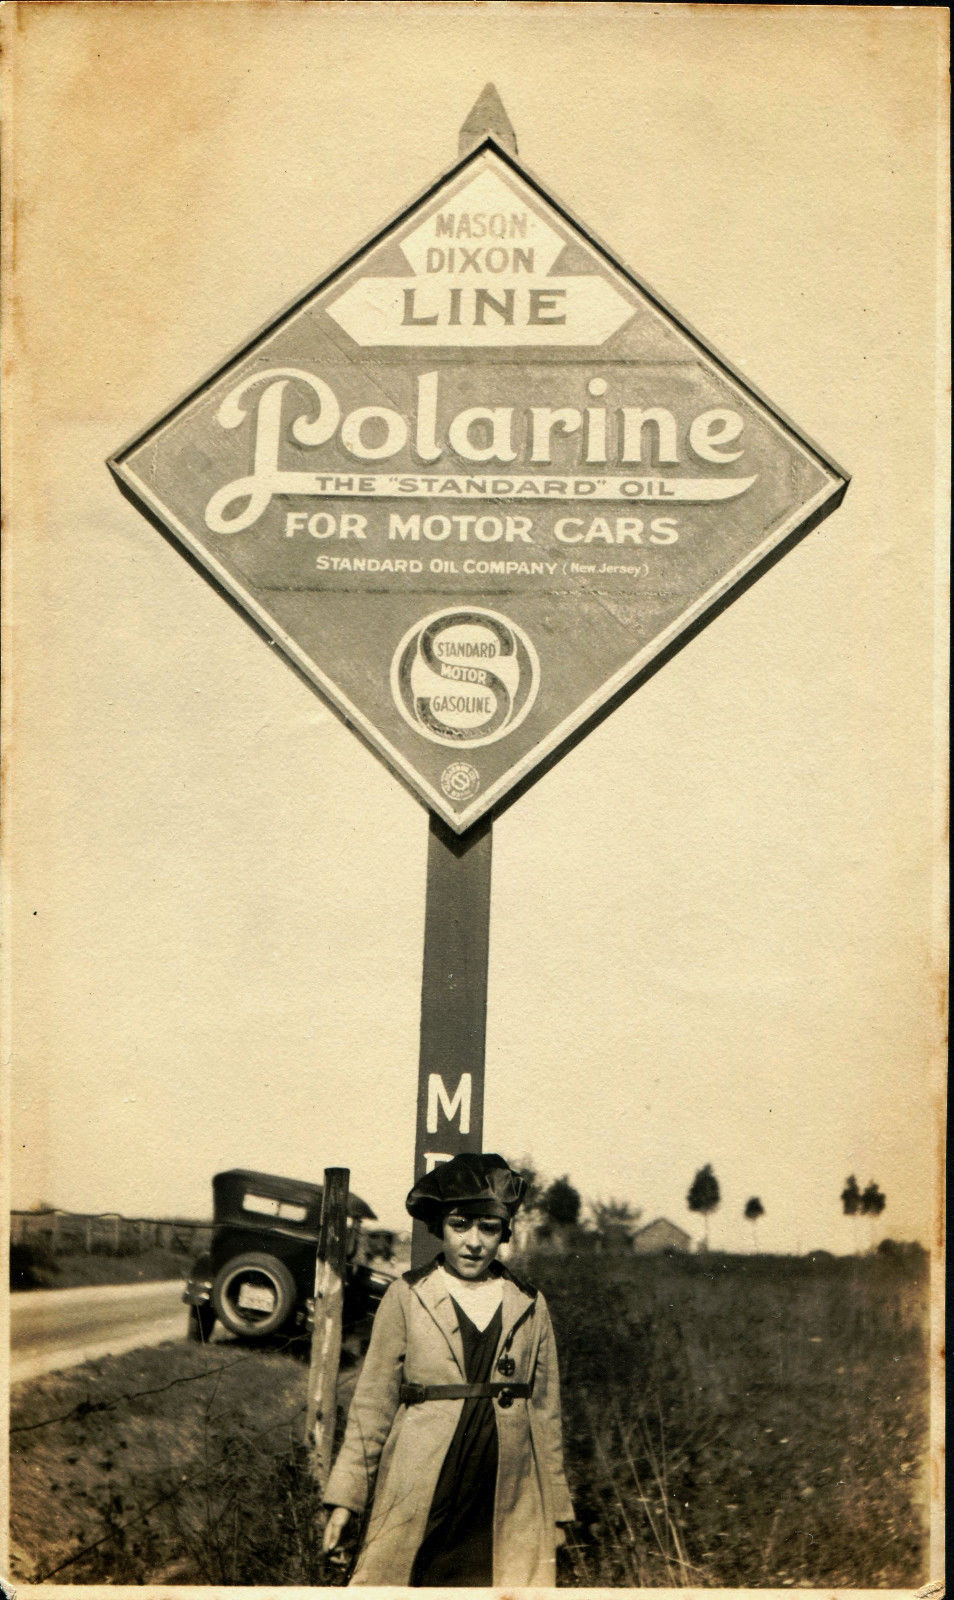 MASON-
DIXON
LINE
Polarine
THE "STANDARD" OIL
FOR MOTOR CARS
STANDARD OIL COMPANY (New Jersey)
STANDARD
MOTOR
GASOLINE
M